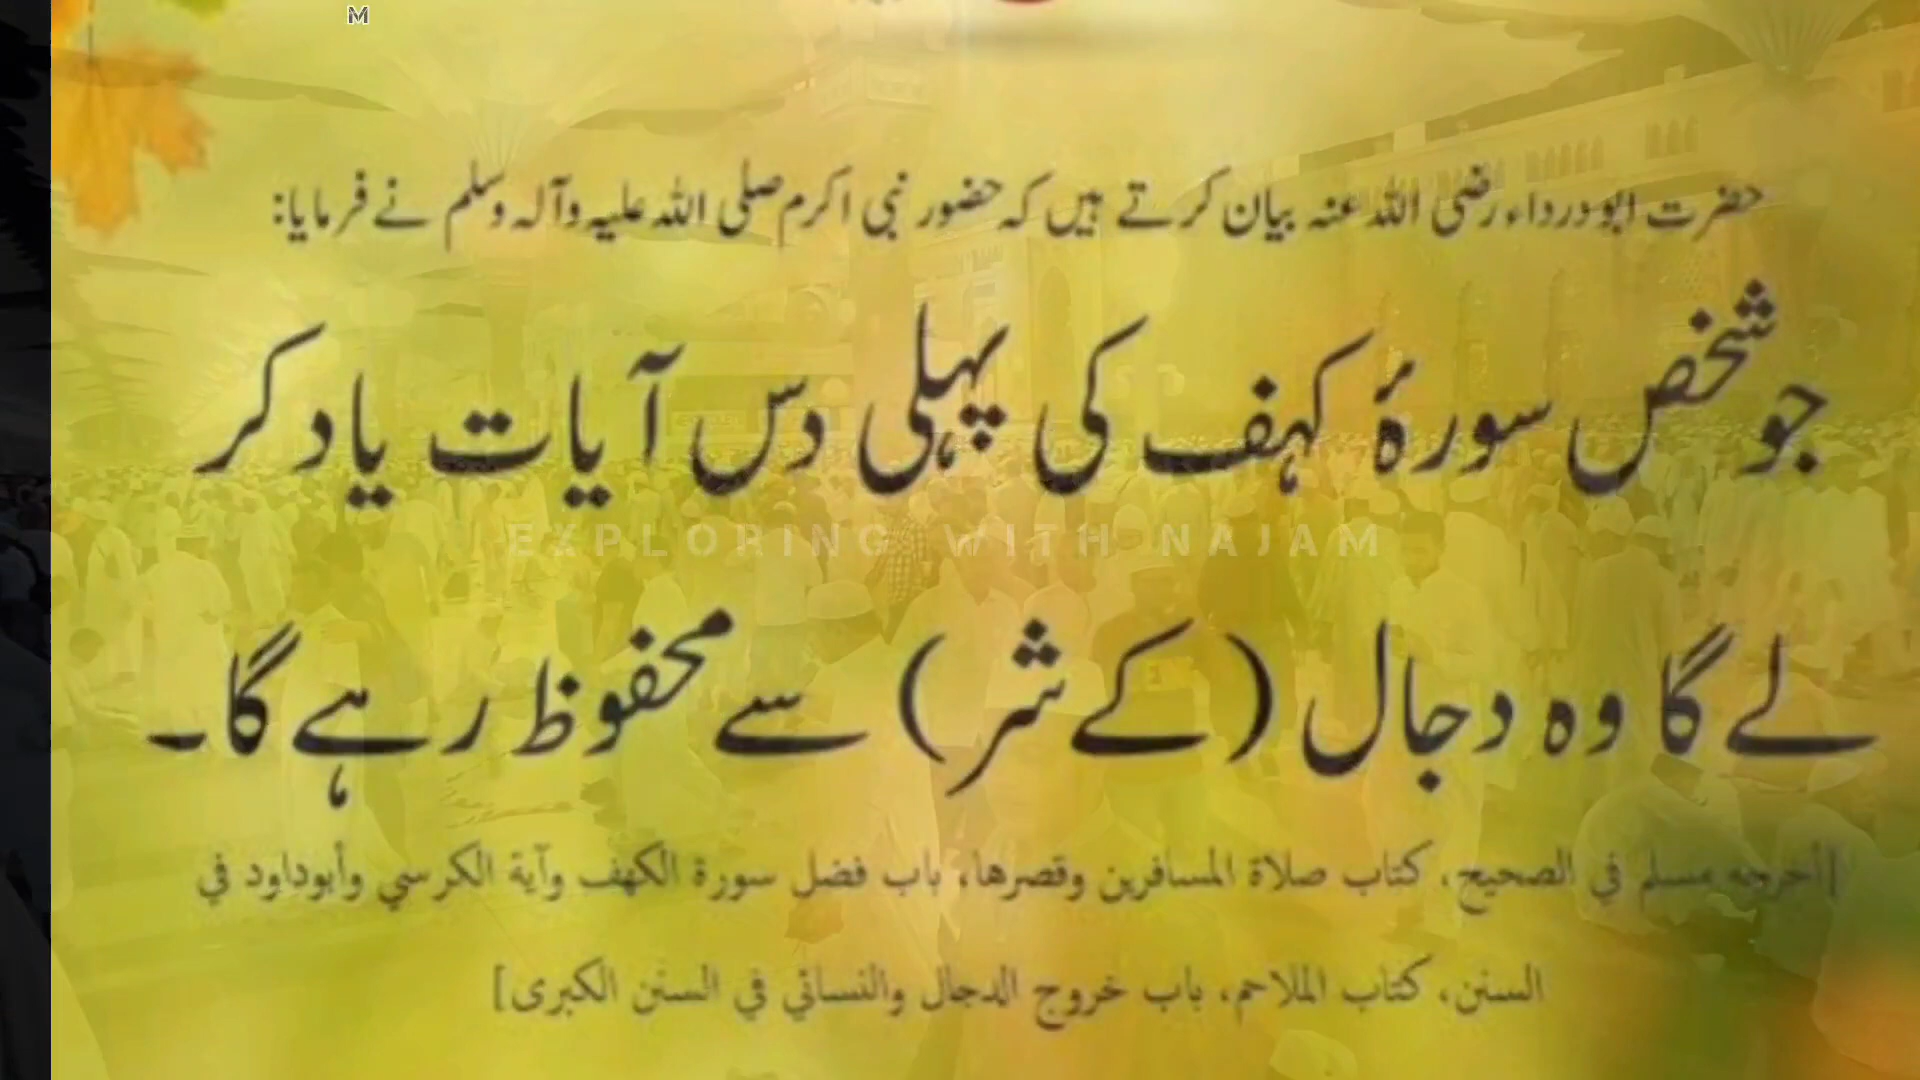 M
حضرت ابودرداء رضی اللہ عنہ بیان کرتے ہیں کہ حضور نبی اکرم صلی اللہ علیہ وآلہ وسلم نے فرمایا:
جو شخص سورۂ کہف کی پہلی دس آیات یاد کر
EXPLORING WITH NAJAM
لے گا وہ دجال (کے شر) سے محفوظ رہے گا۔
[أخرجه مسلم في الصحيح، كتاب صلاة المسافرين وقصرها، باب فضل سورة الكهف وآية الكرسي وأبوداود في
السنن، كتاب الملاحم، باب خروج الدجال والنسائي في السنن الكبرى]